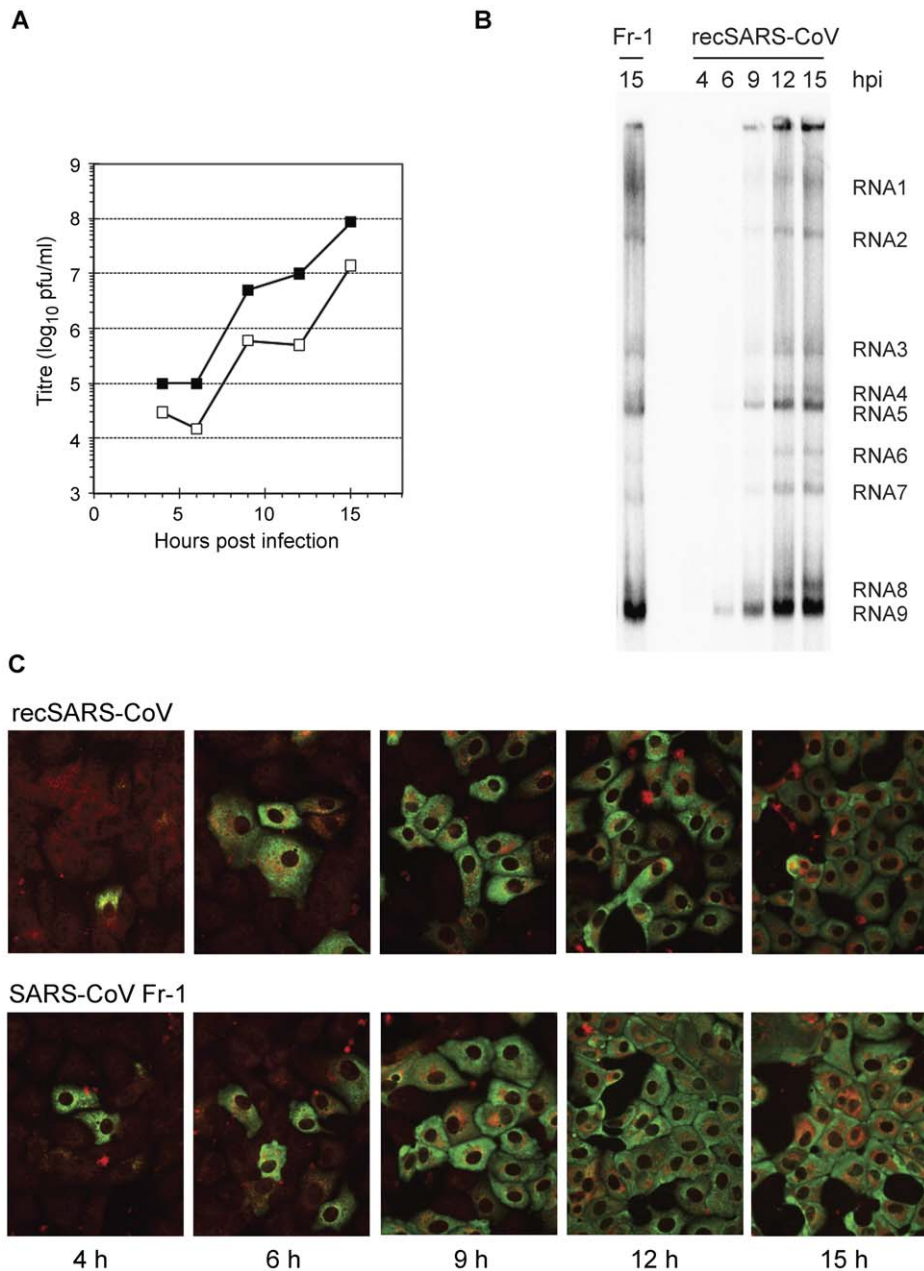 A
9
8
7
6
5
4
3
Titre (log10 pfu/ml)
0 5 10 15
Hours post infection
B
Fr-1 recSARS-CoV
15 4 6 9 12 15 hpi
RNA1
RNA2
RNA3
RNA4
RNA5
RNA6
RNA7
RNA8
RNA9
C
recSARS-CoV
SARS-CoV Fr-1
4 h 6 h 9 h 12 h 15 h